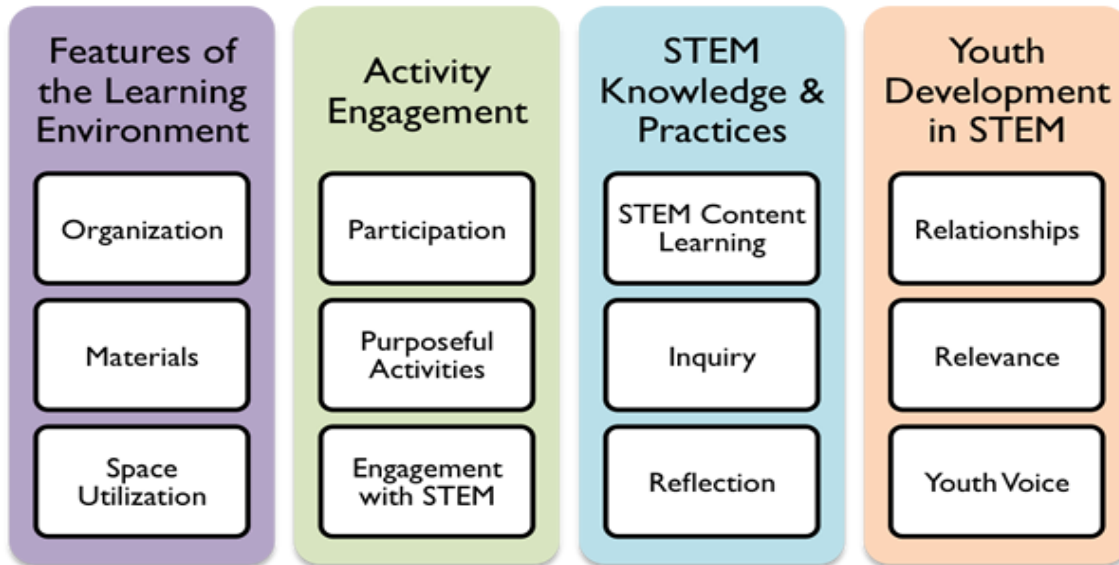 Features of
the Learning
Environment
Organization
Materials
Space
Utilization
Activity
Engagement
Participation
Purposeful
Activities
Engagement
with STEM
STEM
Knowledge &
Practices
STEM Content
Learning
Inquiry
Reflection
Youth
Development
in STEM
Relationships
Relevance
Youth Voice